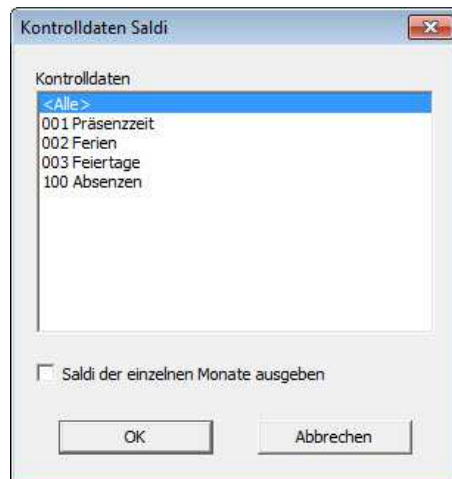 Kontrolldaten Saldi
Kontrolldaten
<Alle>
001 Präsenzzeit
002 Ferien
003 Feiertage
100 Absenzen
Saldi der einzelnen Monate ausgeben
OK
Abbrechen